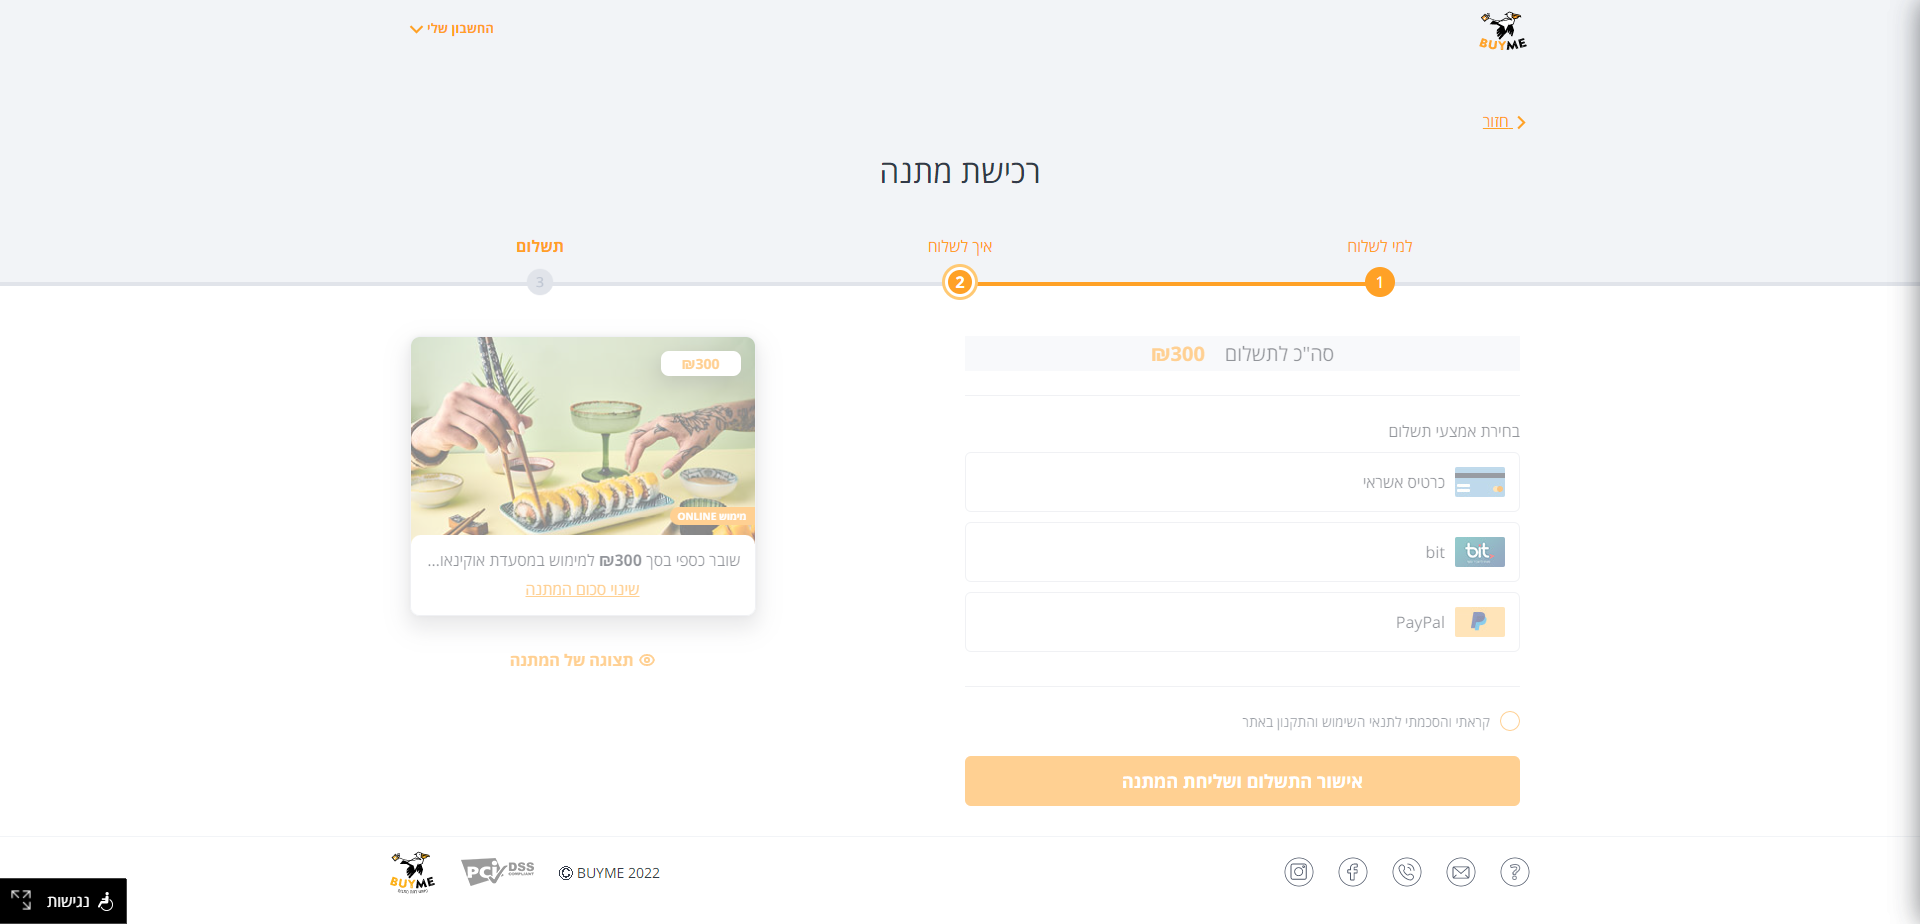 BUYME
החשבון שלי
חזור
רכישת מתנה
למי לשלוח
איך לשלוח
תשלום
1
2
3
סה"כ לתשלום ₪300
בחירת אמצעי תשלום
כרטיס אשראי
bit
bit
PayPal
קראתי והסכמתי לתנאי השימוש והתקנון באתר
אישור התשלום ושליחת המתנה
₪300
מימוש ONLINE
שובר כספי בסך ₪300 למימוש במסעדת אוקינאו...
שינוי סכום המתנה
תצוגה של המתנה
BUYME
PCI DSS
COMPLIANT
© BUYME 2022
נגישות